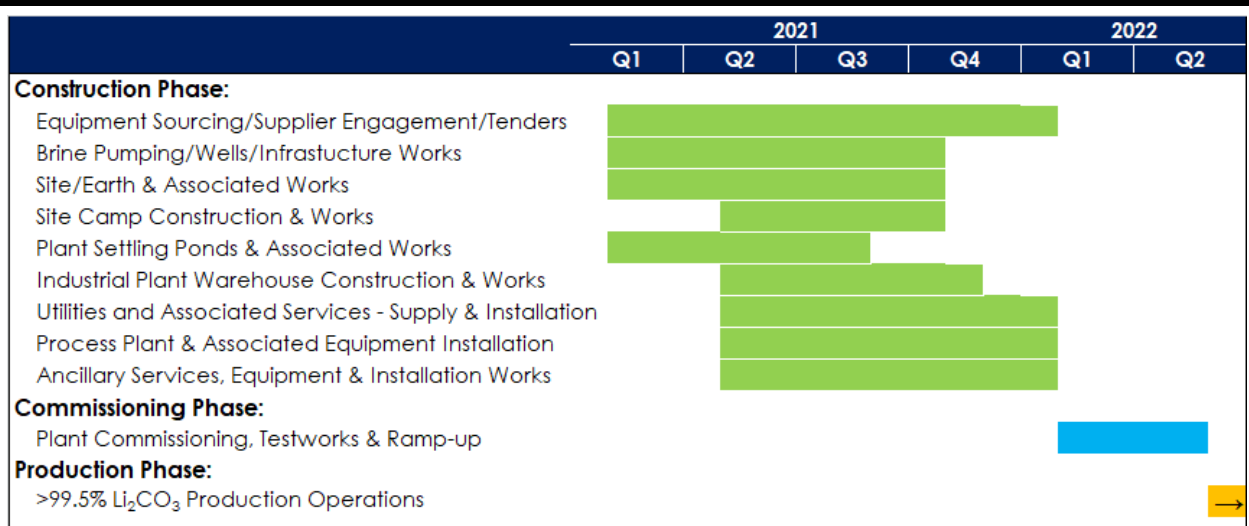 2021 2022
Q1 Q2 Q3 Q4 Q1 Q2
Construction Phase:
Equipment Sourcing/Supplier Engagement/Tenders
Brine Pumping/Wells/Infrastucture Works
Site/Earth & Associated Works
Site Camp Construction & Works
Plant Settling Ponds & Associated Works
Industrial Plant Warehouse Construction & Works
Utilities and Associated Services - Supply & Installation
Process Plant & Associated Equipment Installation
Ancillary Services, Equipment & Installation Works
Commissioning Phase:
Plant Commissioning, Testworks & Ramp-up
Production Phase:
>99.5% Li₂CO₃ Production Operations →